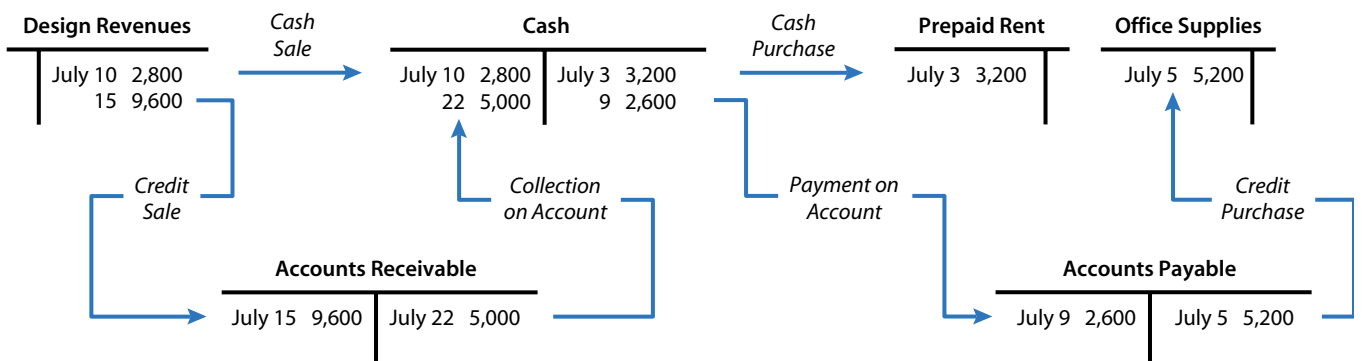 Design Revenues
July 10 2,800
15 9,600
Cash
Sale
Cash
July 10 2,800
22 5,000
July 3 3,200
9 2,600
Cash
Purchase
Prepaid Rent
July 3 3,200
Office Supplies
July 5 5,200
Credit
Sale
Collection
on Account
Payment on
Account
Credit
Purchase
Accounts Receivable
July 15 9,600
July 22 5,000
Accounts Payable
July 9 2,600
July 5 5,200